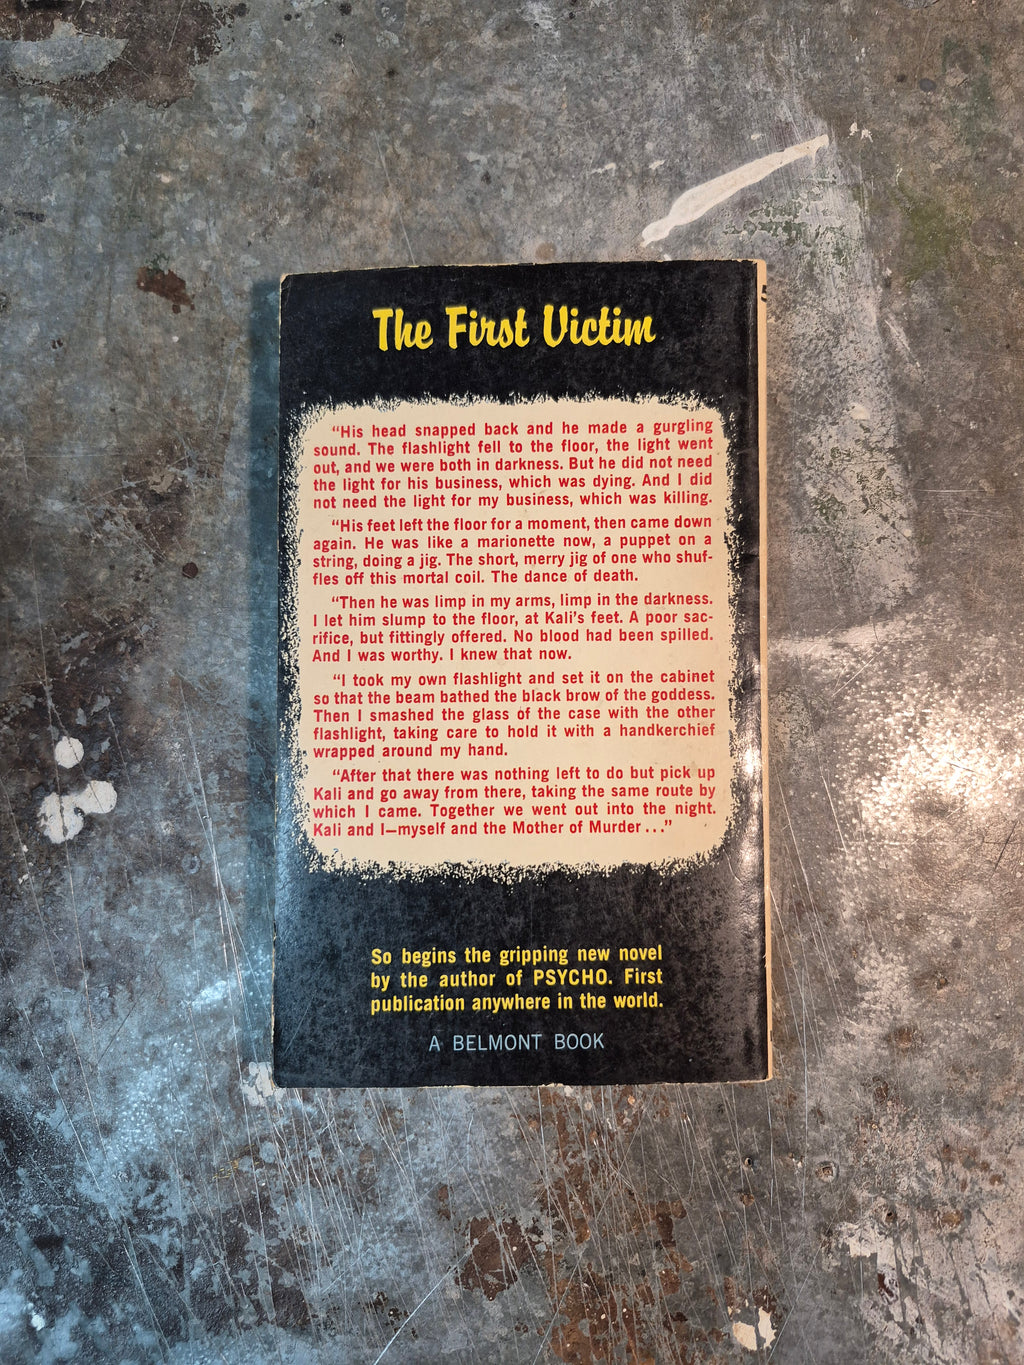 The First Victim
“His head snapped back and he made a gurgling
sound. The flashlight fell to the floor, the light went
out, and we were both in darkness. But he did not need
the light for his business, which was dying. And I did
not need the light for my business, which was killing.
“His feet left the floor for a moment, then came down
again. He was like a marionette now, a puppet on a
string, doing a jig. The short, merry jig of one who shuf-
fles off this mortal coil. The dance of death.
“Then he was limp in my arms, limp in the darkness.
I let him slump to the floor, at Kali’s feet. A poor sac-
rifice, but fittingly offered. No blood had been spilled.
And I was worthy. I knew that now.
“I took my own flashlight and set it on the cabinet
so that the beam bathed the black brow of the goddess.
Then I smashed the glass of the case with the other
flashlight, taking care to hold it with a handkerchief
wrapped around my hand.
“After that there was nothing left to do but pick up
Kali and go away from there, taking the same route by
which I came. Together we went out into the night.
Kali and I—myself and the Mother of Murder . . .”
So begins the gripping new novel
by the author of PSYCHO. First
publication anywhere in the world.
A BELMONT BOOK